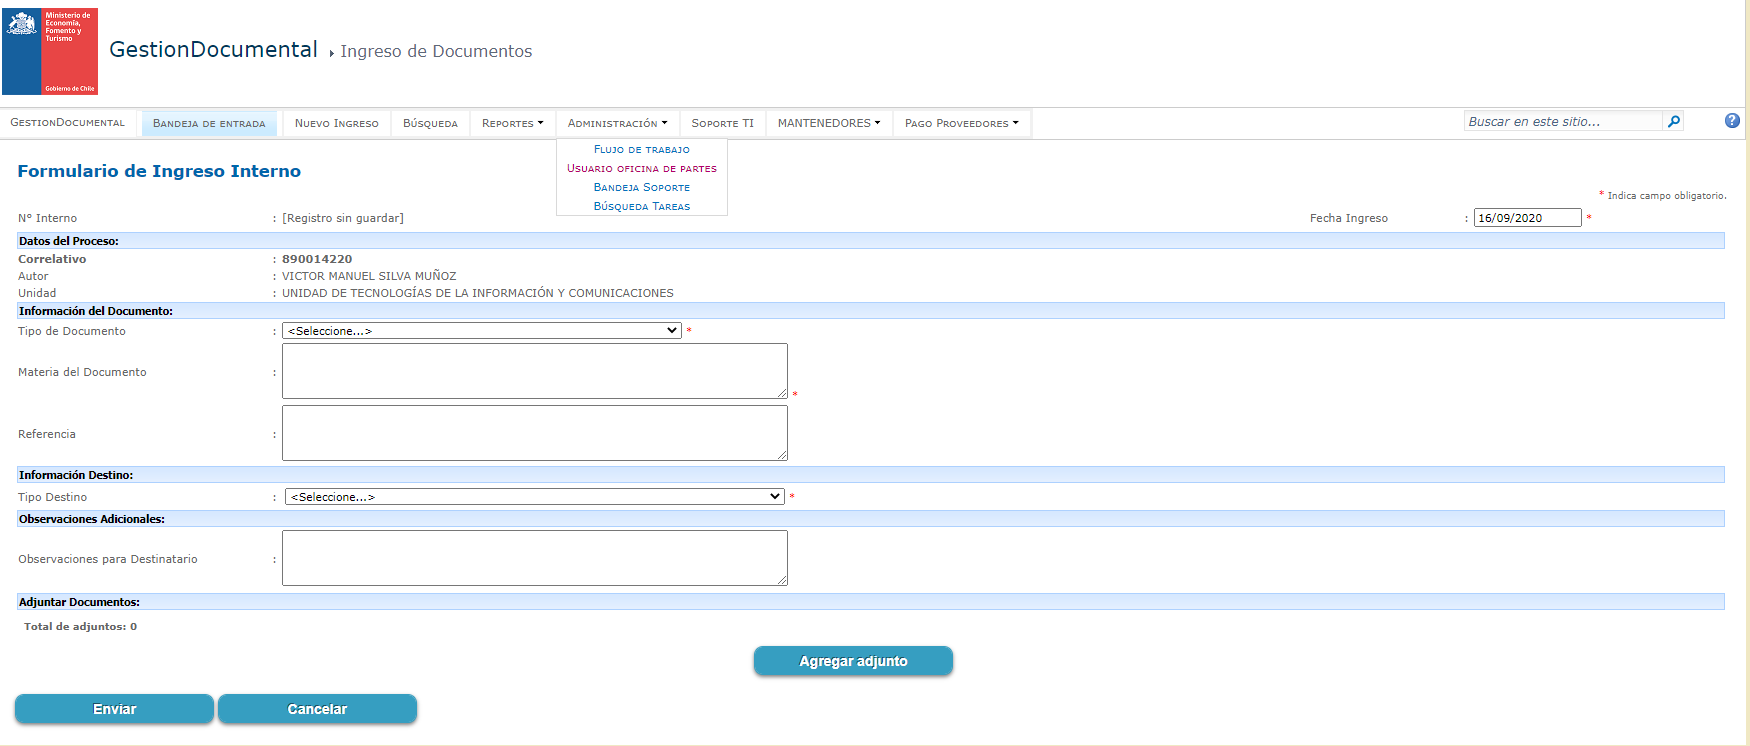 Ministerio de
Economía,
Fomento y
Turismo
Gobierno de Chile
GestionDocumental ▸ Ingreso de Documentos
GestionDocumental Bandeja de entrada Nuevo Ingreso Búsqueda Reportes Administración Soporte TI MANTENEDORES Pago Proveedores Buscar en este sitio... ?
Flujo de trabajo
Usuario oficina de partes
Bandeja Soporte
Búsqueda Tareas
Formulario de Ingreso Interno
* Indica campo obligatorio.
Nº Interno : [Registro sin guardar] Fecha Ingreso : 16/09/2020 *
Datos del Proceso:
Correlativo : 890014220
Autor : VICTOR MANUEL SILVA MUÑOZ
Unidad : UNIDAD DE TECNOLOGÍAS DE LA INFORMACIÓN Y COMUNICACIONES
Información del Documento:
Tipo de Documento : <Seleccione...> *
Materia del Documento : *
Referencia :
Información Destino:
Tipo Destino : <Seleccione...> *
Observaciones Adicionales:
Observaciones para Destinatario :
Adjuntar Documentos:
Total de adjuntos: 0
Agregar adjunto
Enviar Cancelar